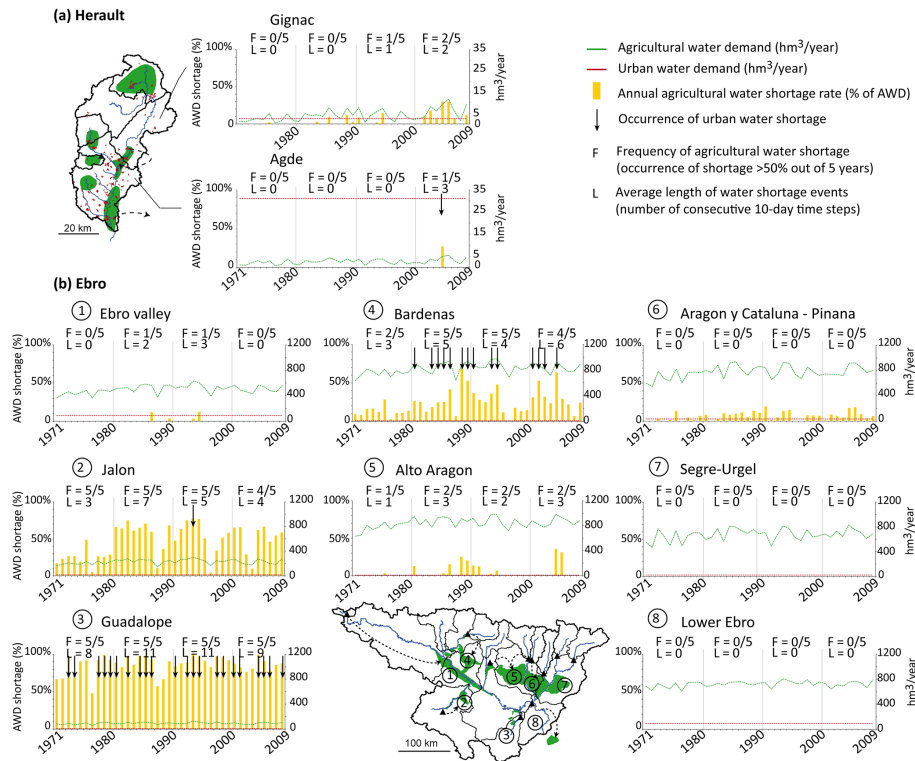 (a) Herault
Gignac
F = 0/5 F = 0/5 F = 1/5 F = 2/5
L = 0 L = 0 L = 1 L = 2
AWD shortage (%)
100%
50%
0
35
25
15
5
0
hm³/year
1980 1990 2000
Agde
F = 0/5 F = 0/5 F = 0/5 F = 1/5
L = 0 L = 0 L = 0 L = 3
AWD shortage (%)
100%
50%
0
35
25
15
5
0
hm³/year
1971 1980 1990 2000 2009
20 km
Agricultural water demand (hm³/year)
Urban water demand (hm³/year)
Annual agricultural water shortage rate (% of AWD)
Occurrence of urban water shortage
F Frequency of agricultural water shortage
(occurrence of shortage >50% out of 5 years)
L Average length of water shortage events
(number of consecutive 10-day time steps)
(b) Ebro
1 Ebro valley
F = 0/5 F = 1/5 F = 1/5 F = 0/5
L = 0 L = 2 L = 3 L = 0
AWD shortage (%)
100%
50%
0
1200
800
400
0
1971 1980 1990 2000 2009
4 Bardenas
F = 2/5 F = 5/5 F = 5/5 F = 4/5
L = 3 L = 5 L = 4 L = 6
100%
50%
0
1200
800
400
0
1971 1980 1990 2000 2009
6 Aragon y Cataluna - Pinana
F = 0/5 F = 0/5 F = 0/5 F = 0/5
L = 0 L = 0 L = 0 L = 0
100%
50%
0
1200
800
400
0
hm³/year
1971 1980 1990 2000 2009
2 Jalon
F = 5/5 F = 5/5 F = 5/5 F = 4/5
L = 3 L = 7 L = 5 L = 4
AWD shortage (%)
100%
50%
0
1200
800
400
0
1971 1980 1990 2000 2009
5 Alto Aragon
F = 1/5 F = 2/5 F = 2/5 F = 2/5
L = 1 L = 3 L = 2 L = 3
100%
50%
0
1200
800
400
0
1971 1980 1990 2000 2009
7 Segre-Urgel
F = 0/5 F = 0/5 F = 0/5 F = 0/5
L = 0 L = 0 L = 0 L = 0
100%
50%
0
1200
800
400
0
hm³/year
1971 1980 1990 2000 2009
3 Guadalope
F = 5/5 F = 5/5 F = 5/5 F = 5/5
L = 8 L = 11 L = 11 L = 9
AWD shortage (%)
100%
50%
0
1200
800
400
0
1971 1980 1990 2000 2009
1 4 5 6 7 3 8
100 km
8 Lower Ebro
F = 0/5 F = 0/5 F = 0/5 F = 0/5
L = 0 L = 0 L = 0 L = 0
100%
50%
0
1200
800
400
0
hm³/year
1971 1980 1990 2000 2009